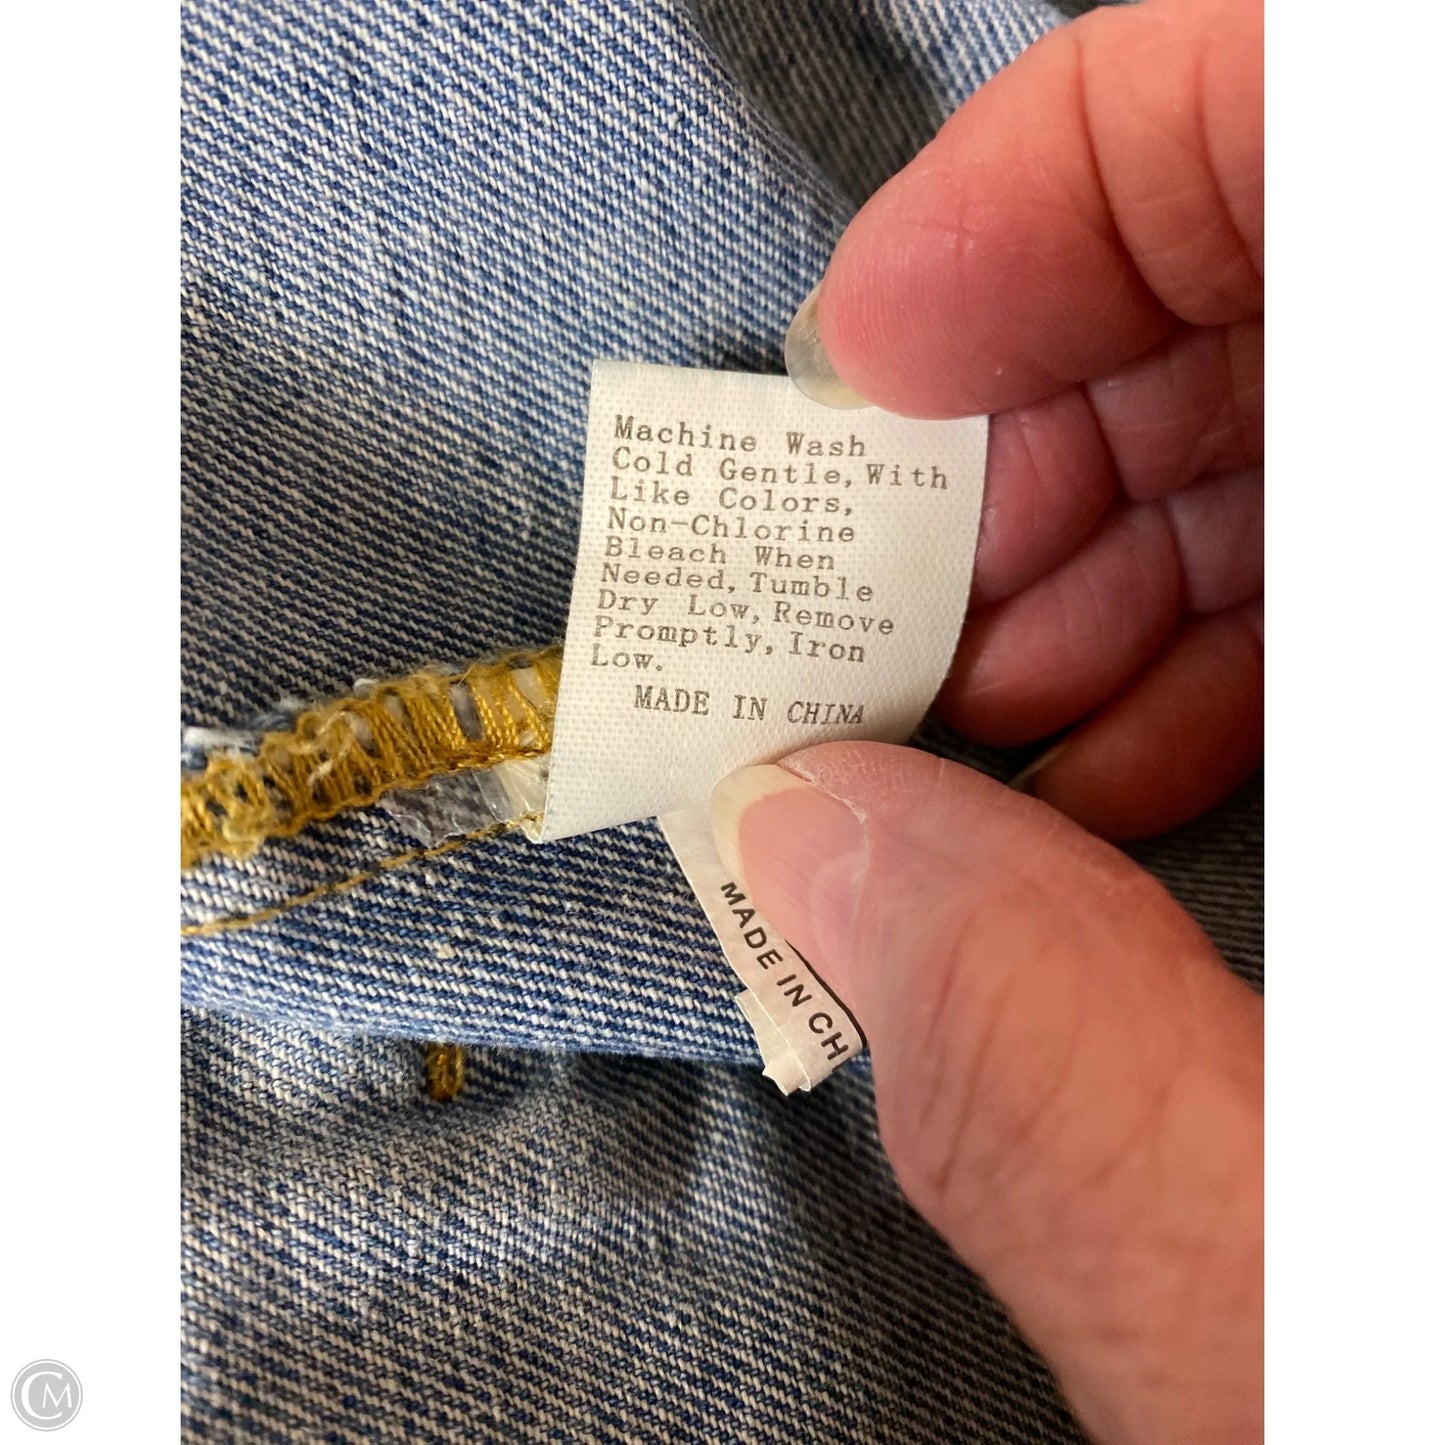 Machine Wash
Cold Gentle, With
Like Colors,
Non-Chlorine
Bleach When
Needed, Tumble
Dry Low, Remove
Promptly, Iron
Low.
MADE IN CHINA
MADE IN CH
CM